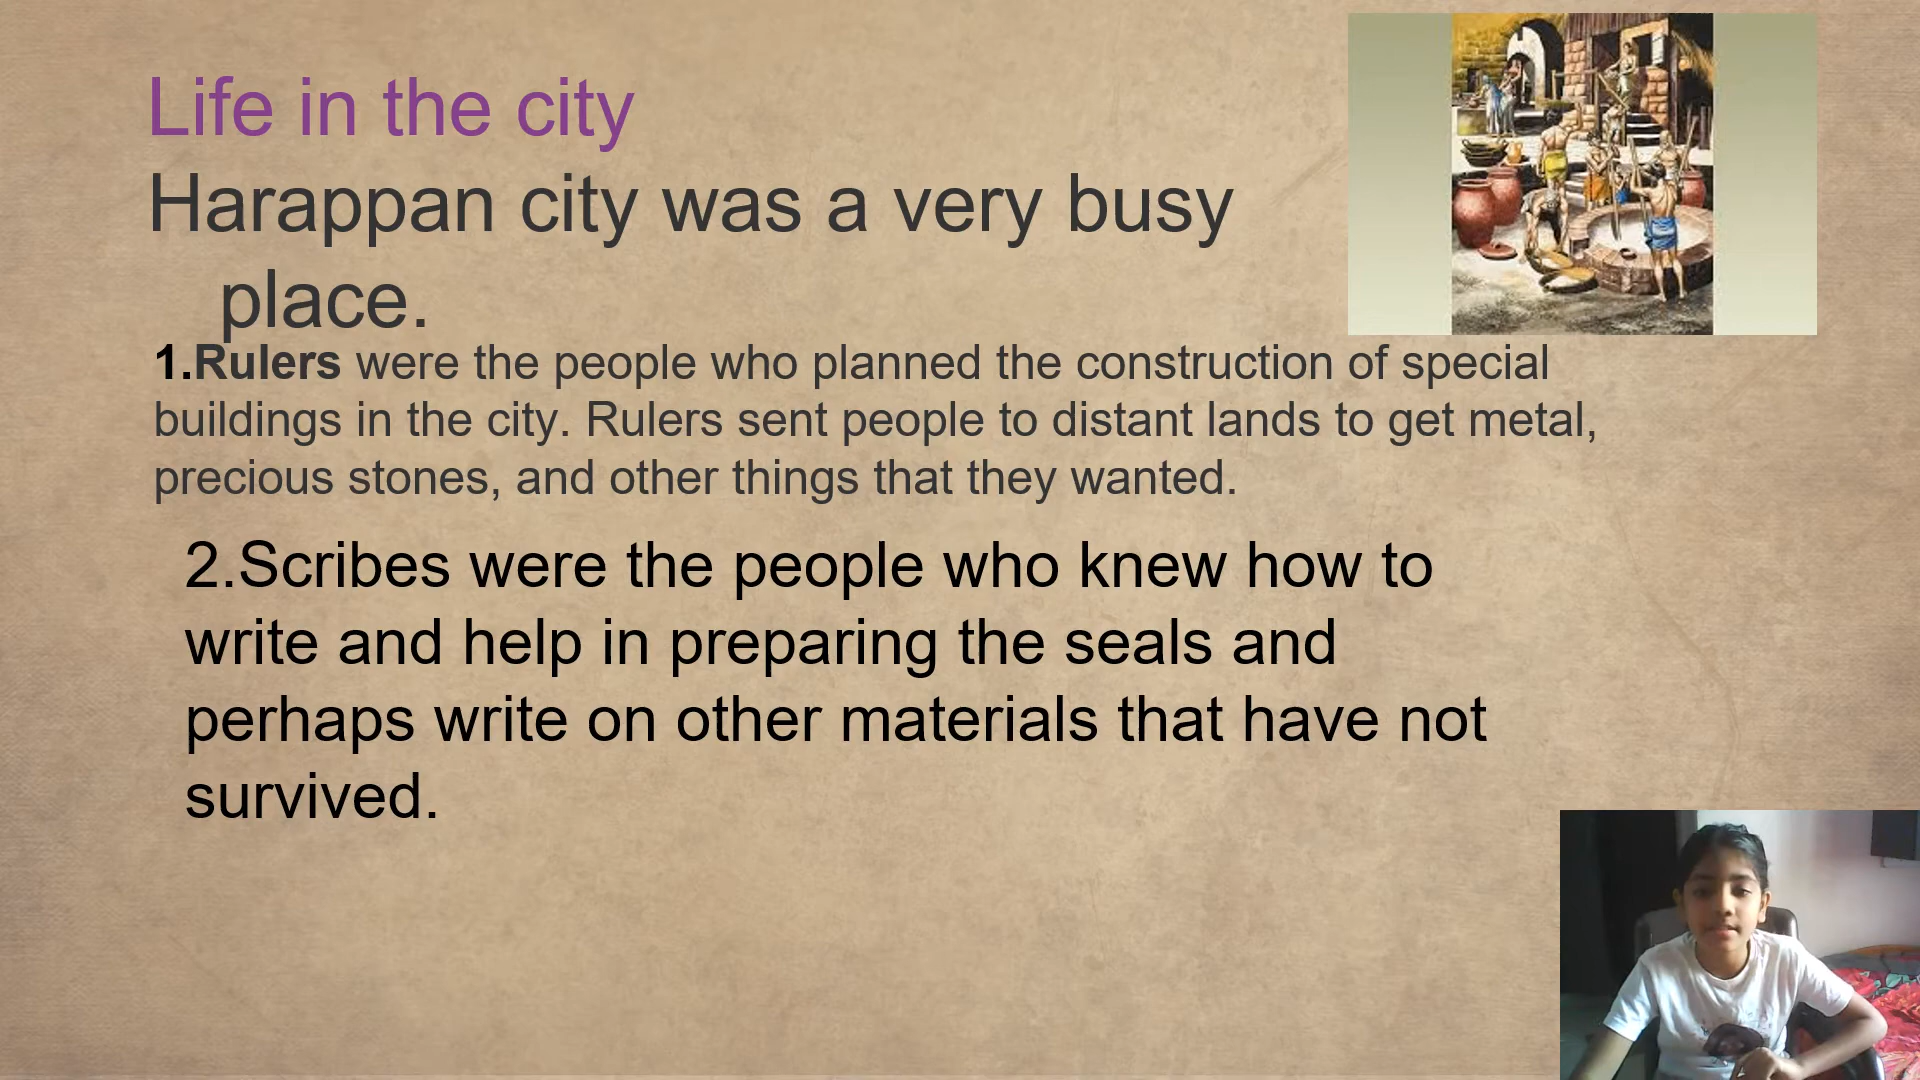 Life in the city
Harappan city was a very busy
place.
1.Rulers were the people who planned the construction of special
buildings in the city. Rulers sent people to distant lands to get metal,
precious stones, and other things that they wanted.
2.Scribes were the people who knew how to
write and help in preparing the seals and
perhaps write on other materials that have not
survived.